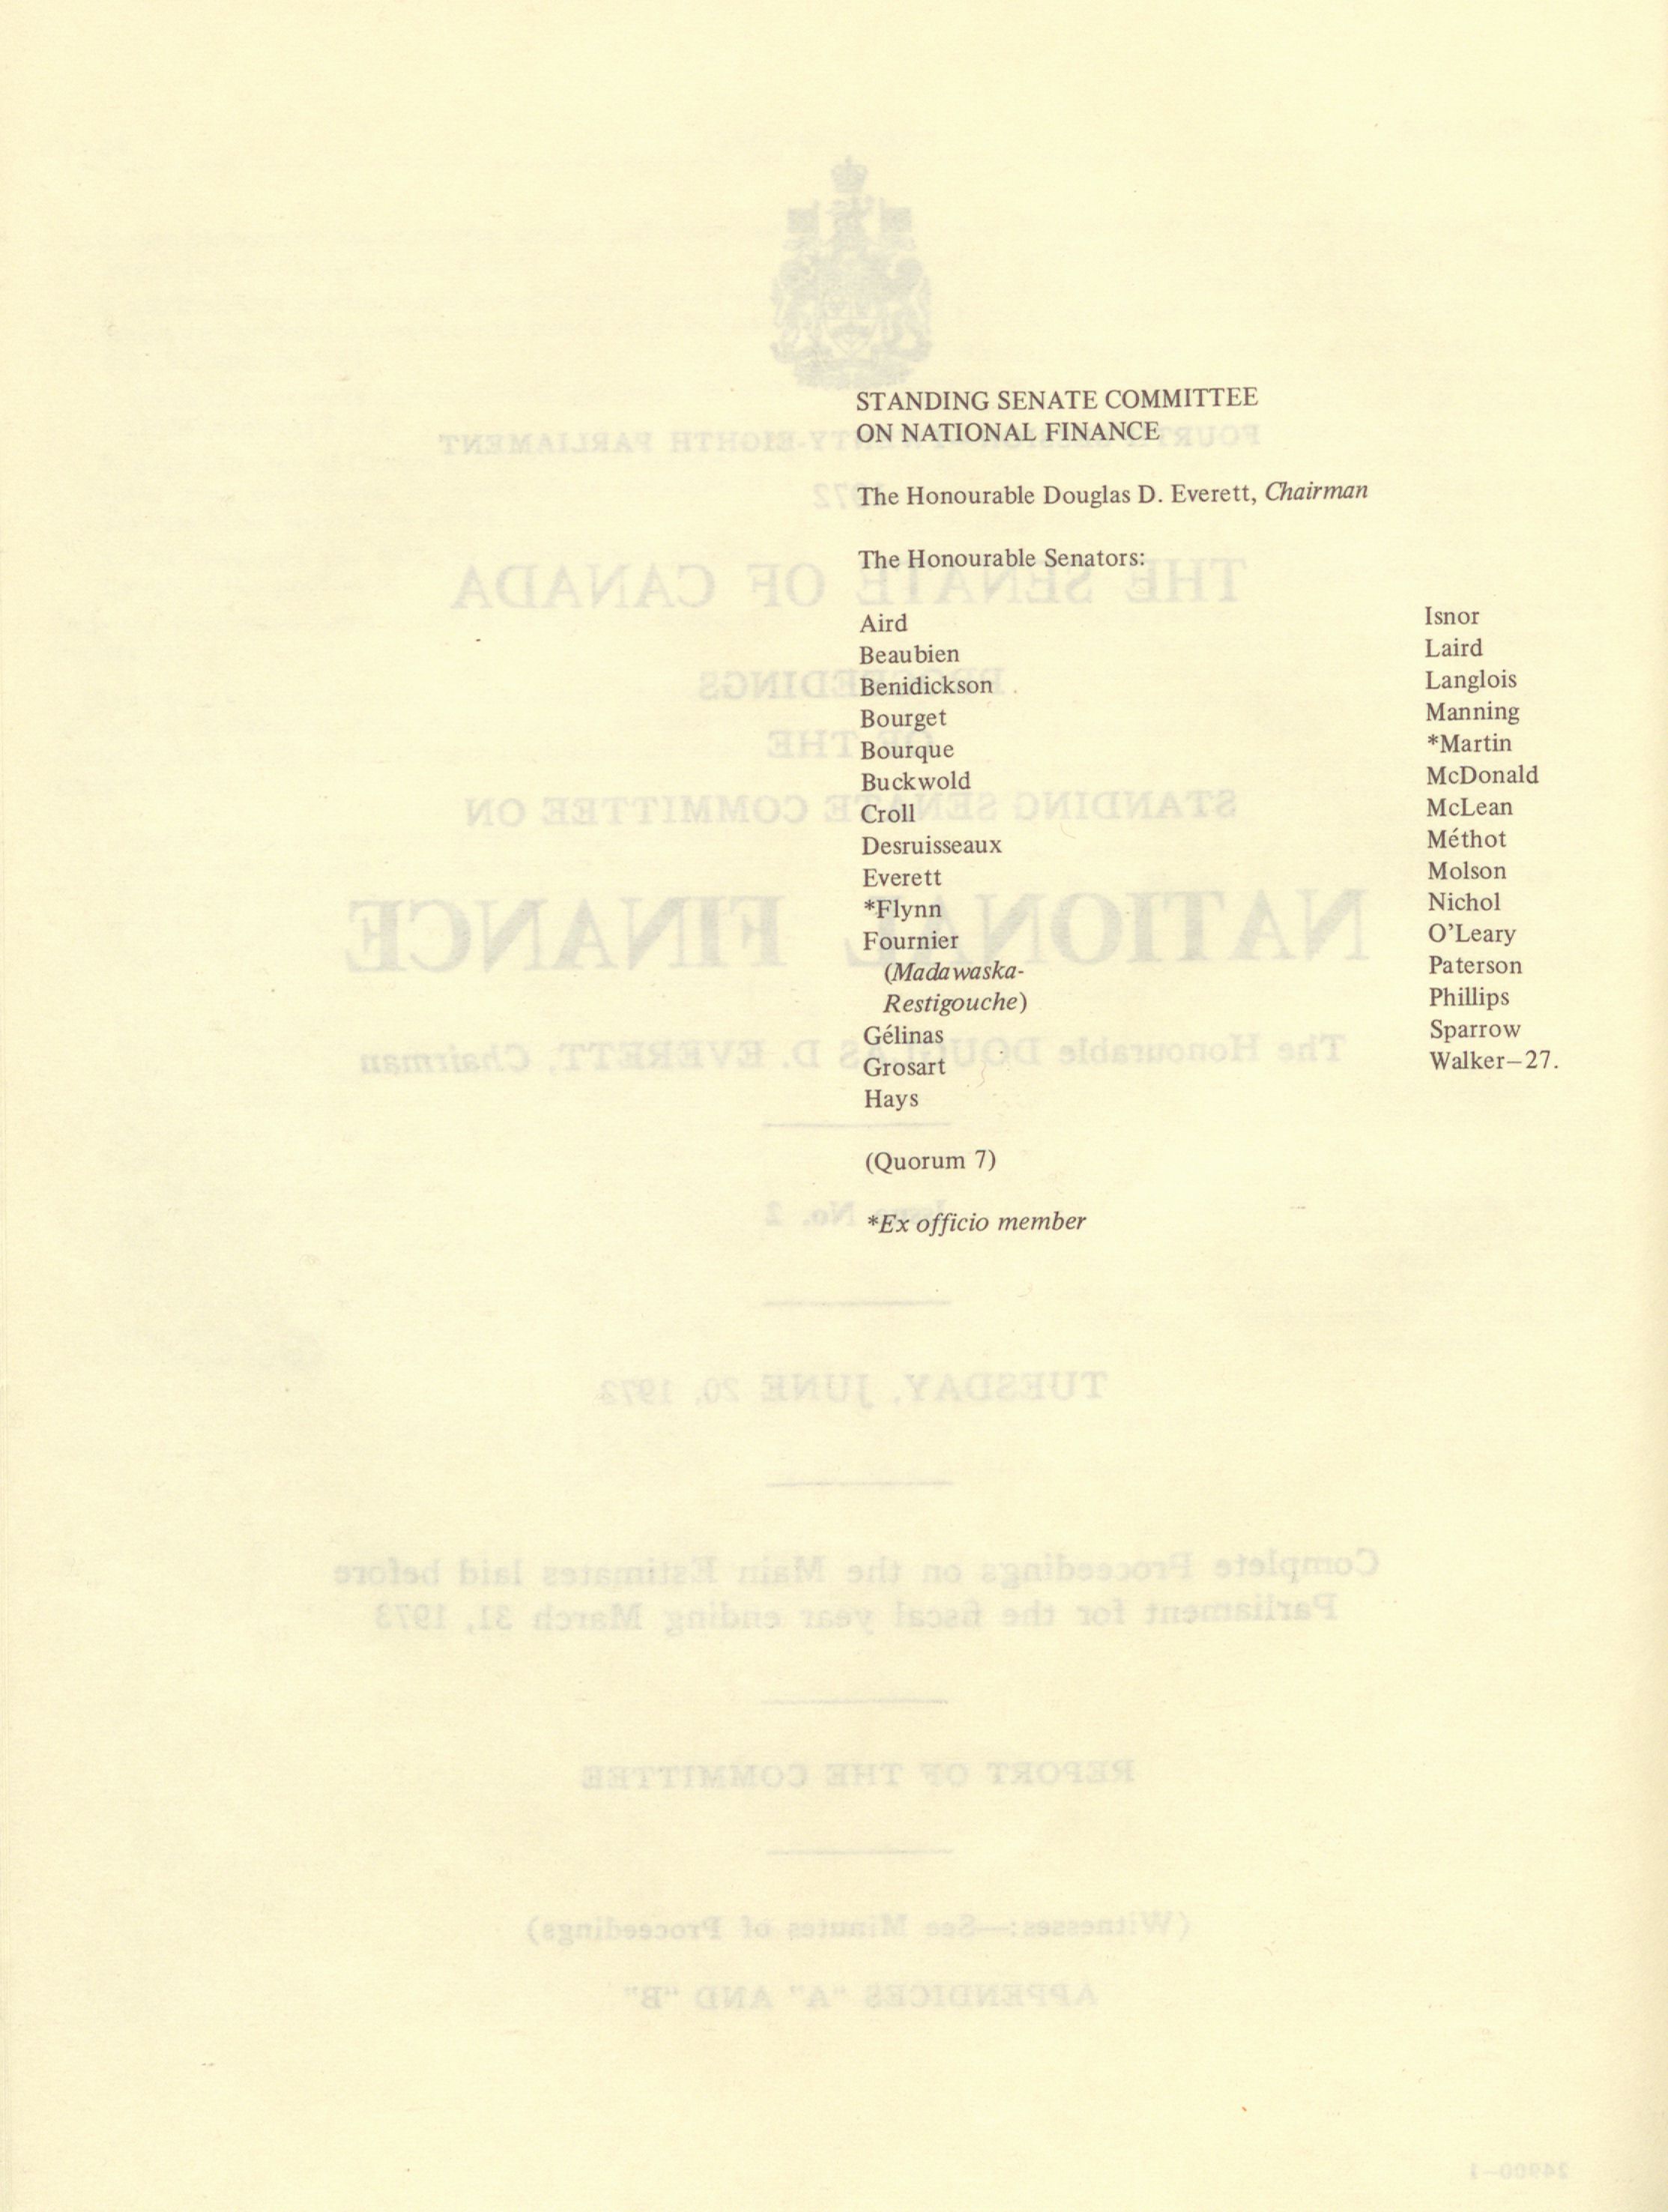 STANDING SENATE COMMITTEE
ON NATIONAL FINANCE
The Honourable Douglas D. Everett, Chairman
The Honourable Senators:
Aird
Beaubien
Benidickson
Bourget
Bourque
Buckwold
Croll
Desruisseaux
Everett
*Flynn
Fournier
(Madawaska-
Restigouche)
Gélinas
Grosart
Hays
Isnor
Laird
Langlois
Manning
*Martin
McDonald
McLean
Méthot
Molson
Nichol
O’Leary
Paterson
Phillips
Sparrow
Walker–27.
(Quorum 7)
*Ex officio member